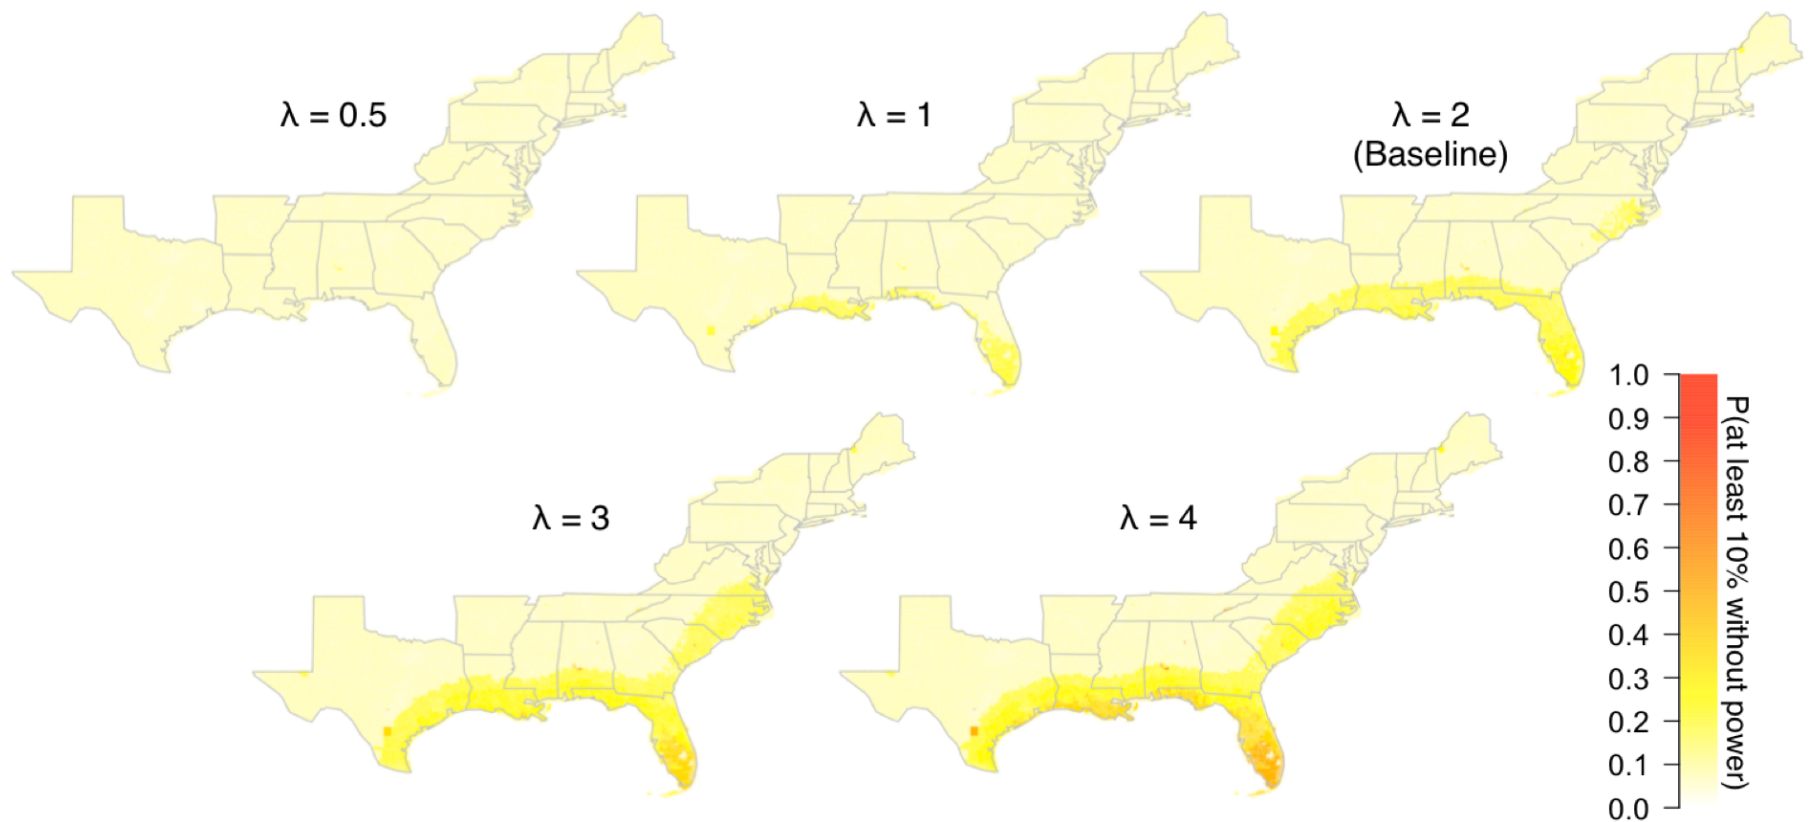 λ = 0.5
λ = 1
λ = 2
(Baseline)
λ = 3
λ = 4
1.0
0.9
0.8
0.7
0.6
0.5
0.4
0.3
0.2
0.1
0.0
P(at least 10% without power)